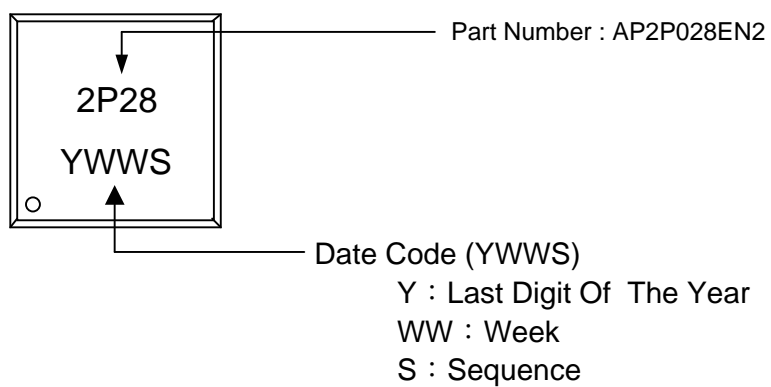 Part Number : AP2P028EN2
2P28
YWWS
Date Code (YWWS)
Y：Last Digit Of The Year
WW：Week
S：Sequence